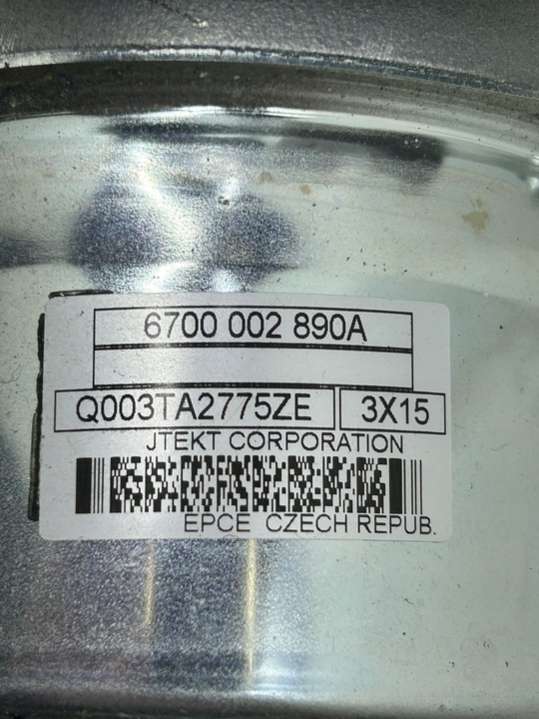 6700 002 890A
Q003TA2775ZE 3X15
JTEKT CORPORATION
EPCE CZECH REPUB.